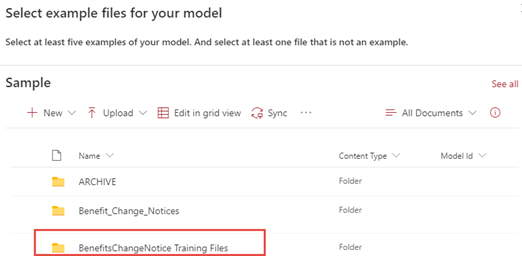 Select example files for your model
Select at least five examples of your model. And select at least one file that is not an example.
Sample
See all
New Upload Edit in grid view Sync ... All Documents
Name Content Type Model Id
ARCHIVE Folder
Benefit_Change_Notices Folder
BenefitsChangeNotice Training Files Folder